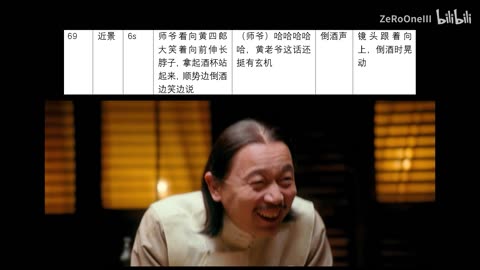 ZeRoOneIII bilibili
69
近景
6s
师爷看向黄四郎
大笑着向前伸长
脖子，拿起酒杯站
起来，顺势边倒酒
边笑边说
（师爷）哈哈哈哈
哈，黄老爷这话还
挺有玄机
倒酒声
镜头跟着向
上，倒酒时晃
动